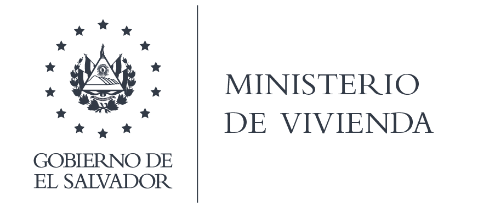 GOBIERNO DE
EL SALVADOR
MINISTERIO
DE VIVIENDA